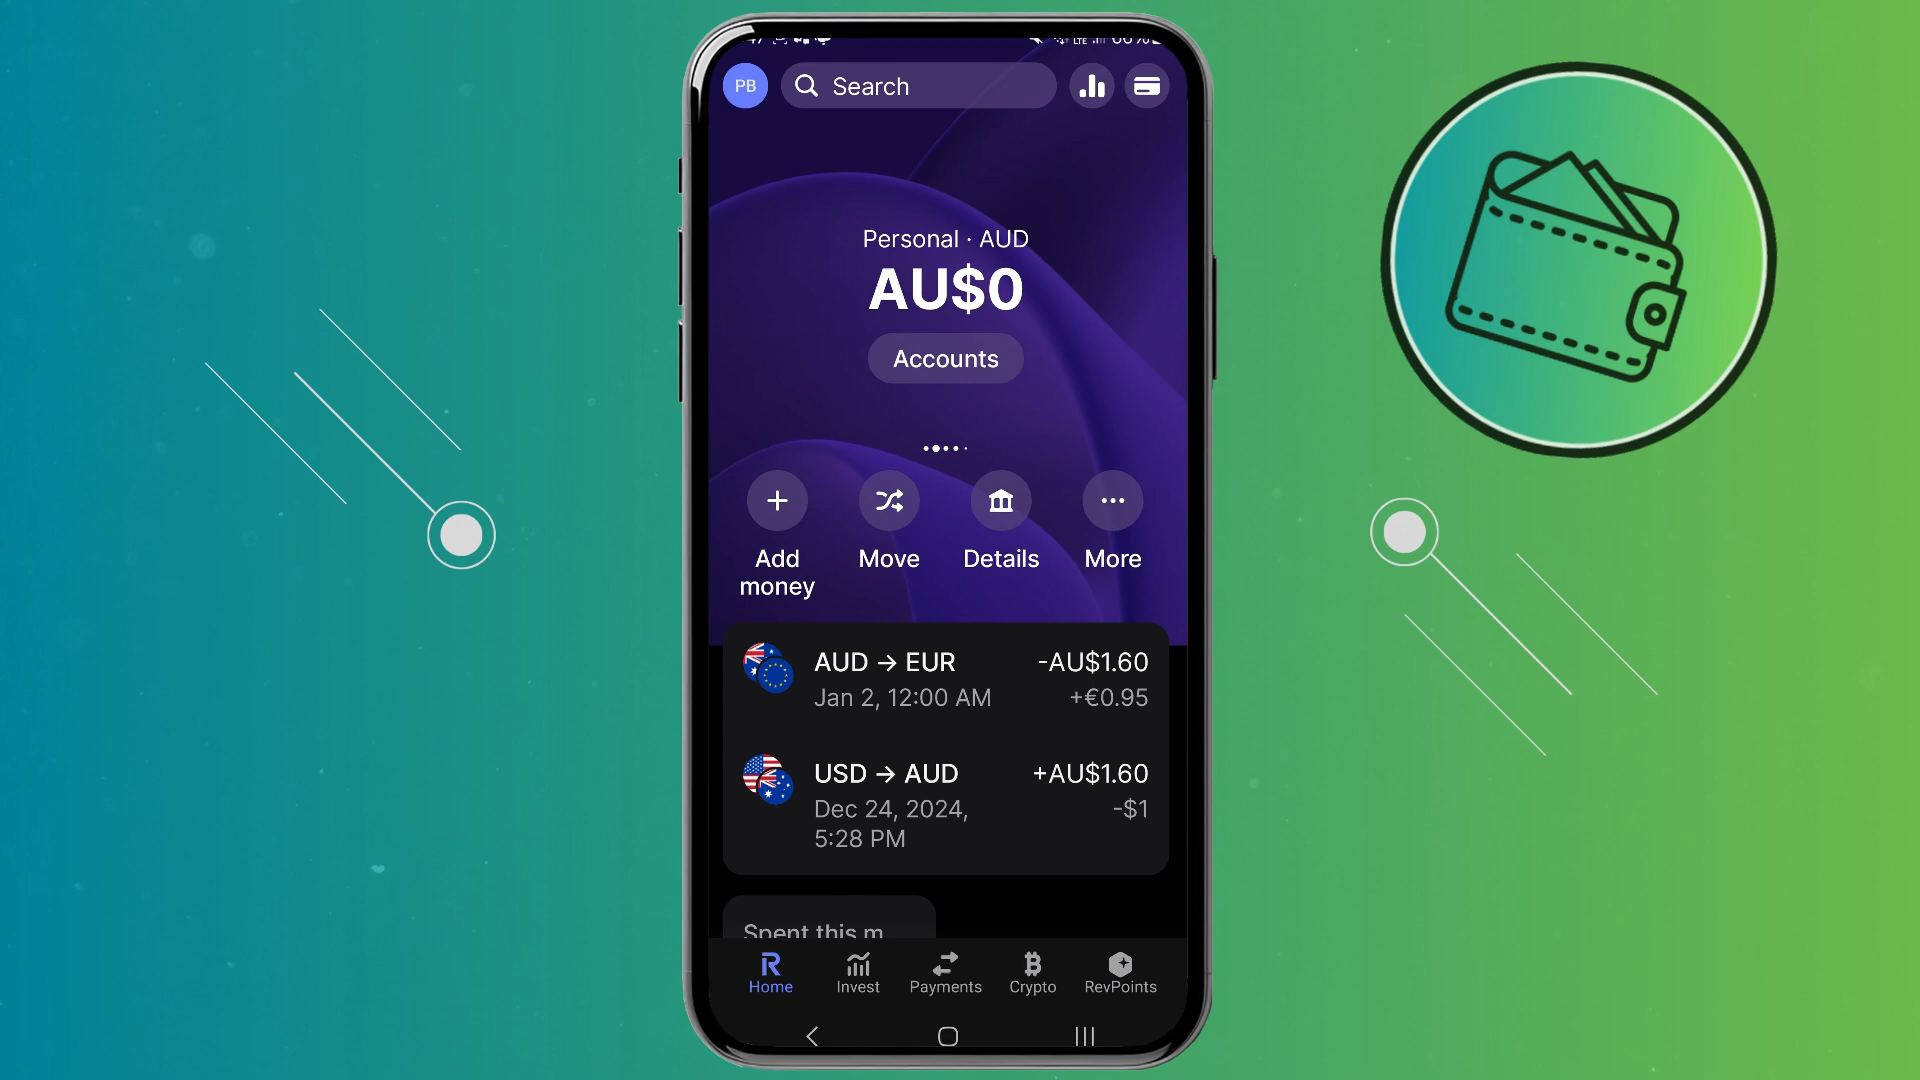 LTE
PB
Search
Personal · AUD
AU$0
Accounts
Add
money
Move
Details
More
AUD → EUR
-AU$1.60
Jan 2, 12:00 AM
+€0.95
USD → AUD
+AU$1.60
Dec 24, 2024,
5:28 PM
-$1
Spent this m
Home
Invest
Payments
Crypto
RevPoints